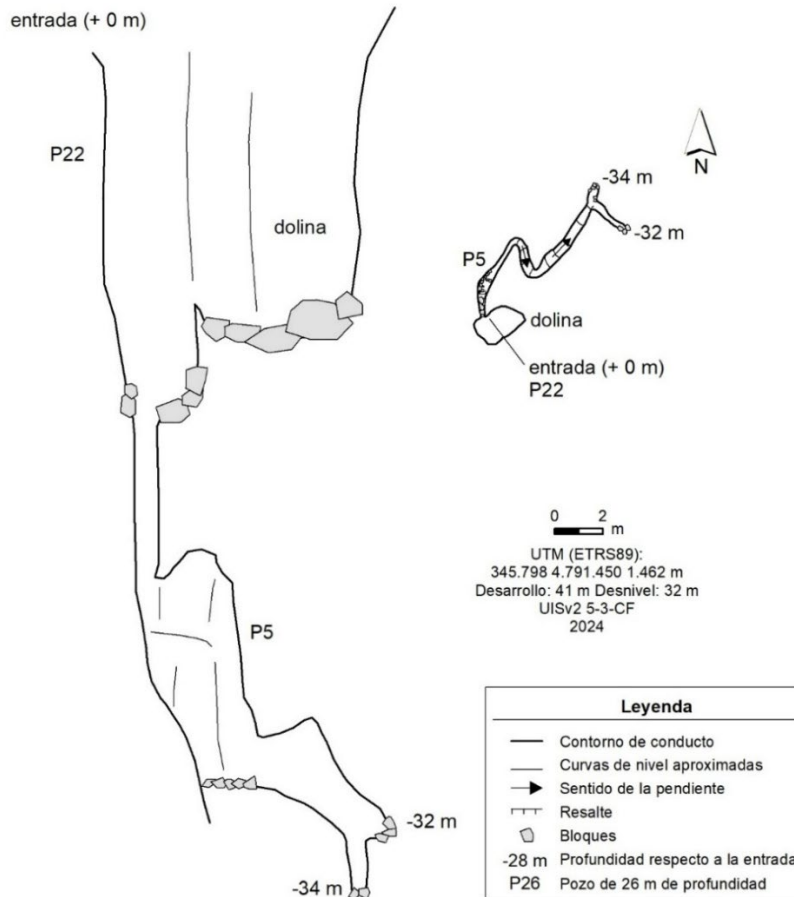 entrada (+ 0 m)
P22
dolina
P5
-32 m
-34 m
N
-34 m
-32 m
P5
dolina
entrada (+ 0 m)
P22
0 2
m
UTM (ETRS89):
345.798 4.791.450 1.462 m
Desarrollo: 41 m Desnivel: 32 m
UISv2 5-3-CF
2024
Leyenda
Contorno de conducto
Curvas de nivel aproximadas
Sentido de la pendiente
Resalte
Bloques
-28 m Profundidad respecto a la entrada
P26 Pozo de 26 m de profundidad